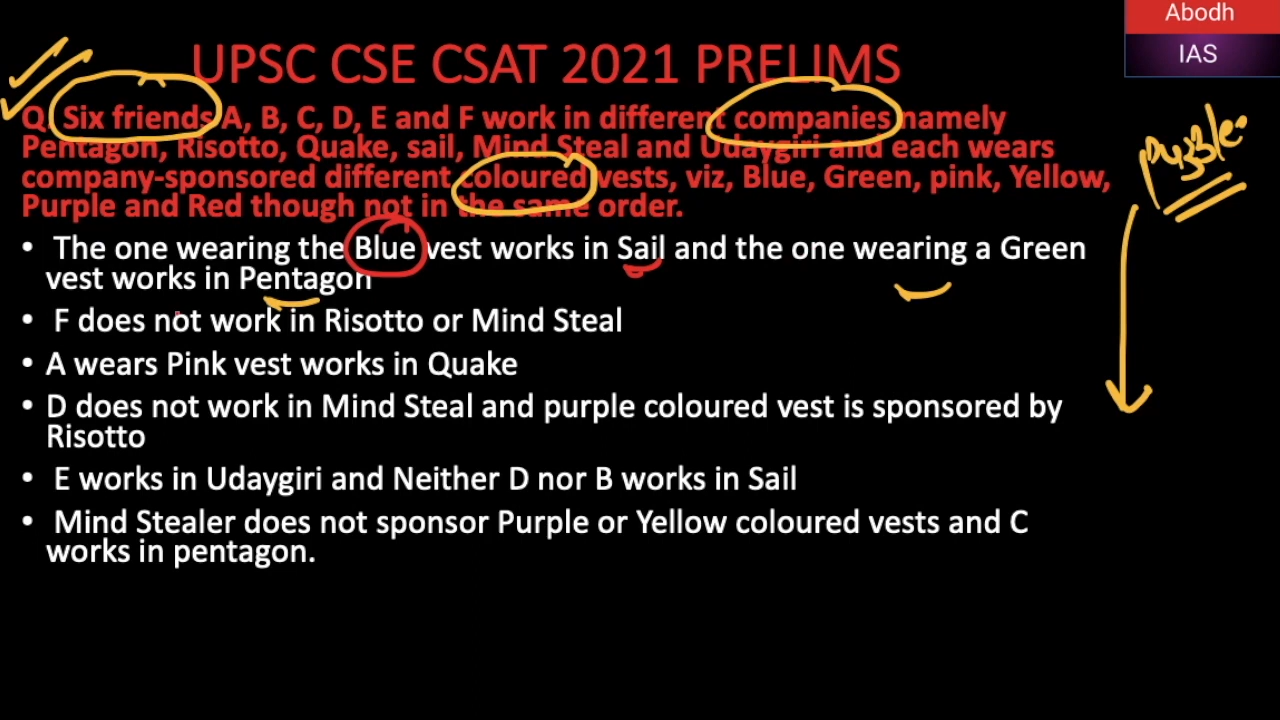 Abodh
IAS
UPSC CSE CSAT 2021 PRELIMS
Q. Six friends A, B, C, D, E and F work in different companies namely
Pentagon, Risotto, Quake, sail, Mind Steal and Udaygiri and each wears
company-sponsored different coloured vests, viz, Blue, Green, pink, Yellow,
Purple and Red though not in the same order.
puzzle:
• The one wearing the Blue vest works in Sail and the one wearing a Green
vest works in Pentagon
• F does not work in Risotto or Mind Steal
• A wears Pink vest works in Quake
• D does not work in Mind Steal and purple coloured vest is sponsored by
Risotto
• E works in Udaygiri and Neither D nor B works in Sail
• Mind Stealer does not sponsor Purple or Yellow coloured vests and C
works in pentagon.